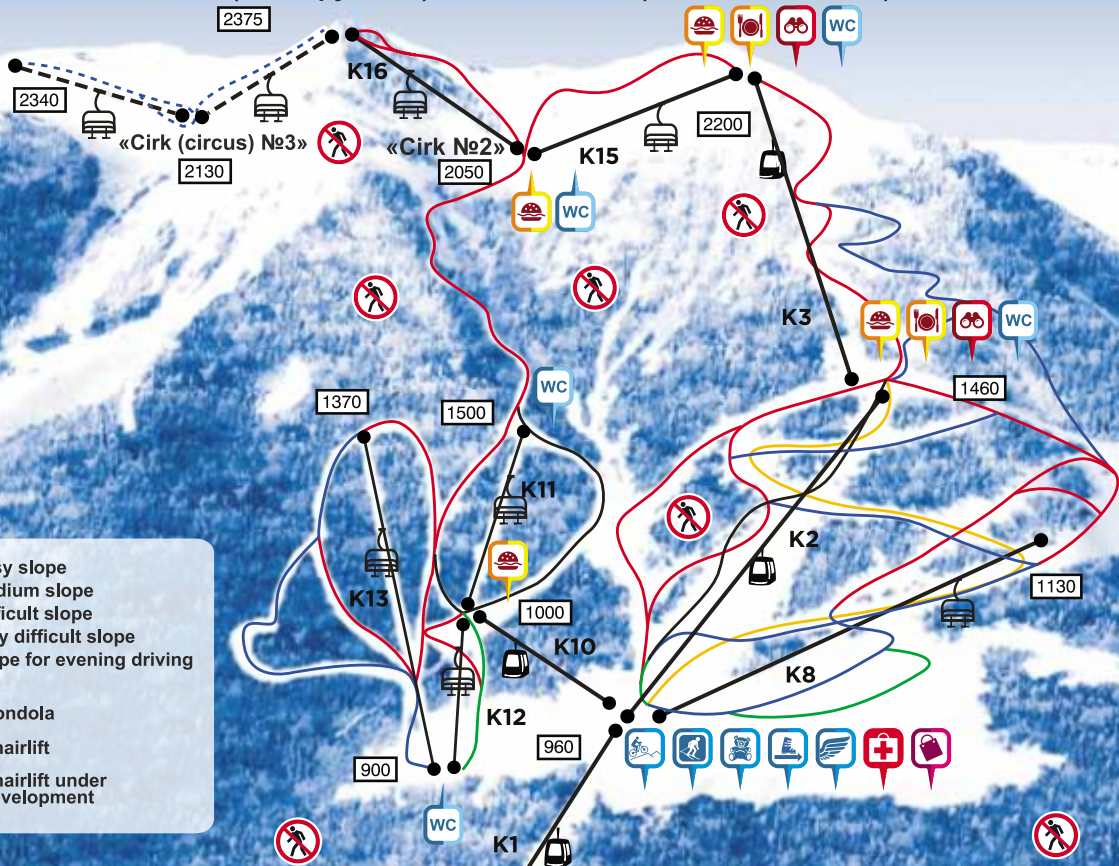 2375
WC
K16
2340
2200
«Cirk (circus) №3»
«Cirk №2»
K15
2130
2050
WC
K3
WC
1460
WC
1370
1500
K11
K2
K13
1130
1000
K10
K8
K12
960
900
WC
K1
sy slope
dium slope
ficult slope
y difficult slope
pe for evening driving
ondola
hairlift
hairlift under
velopment